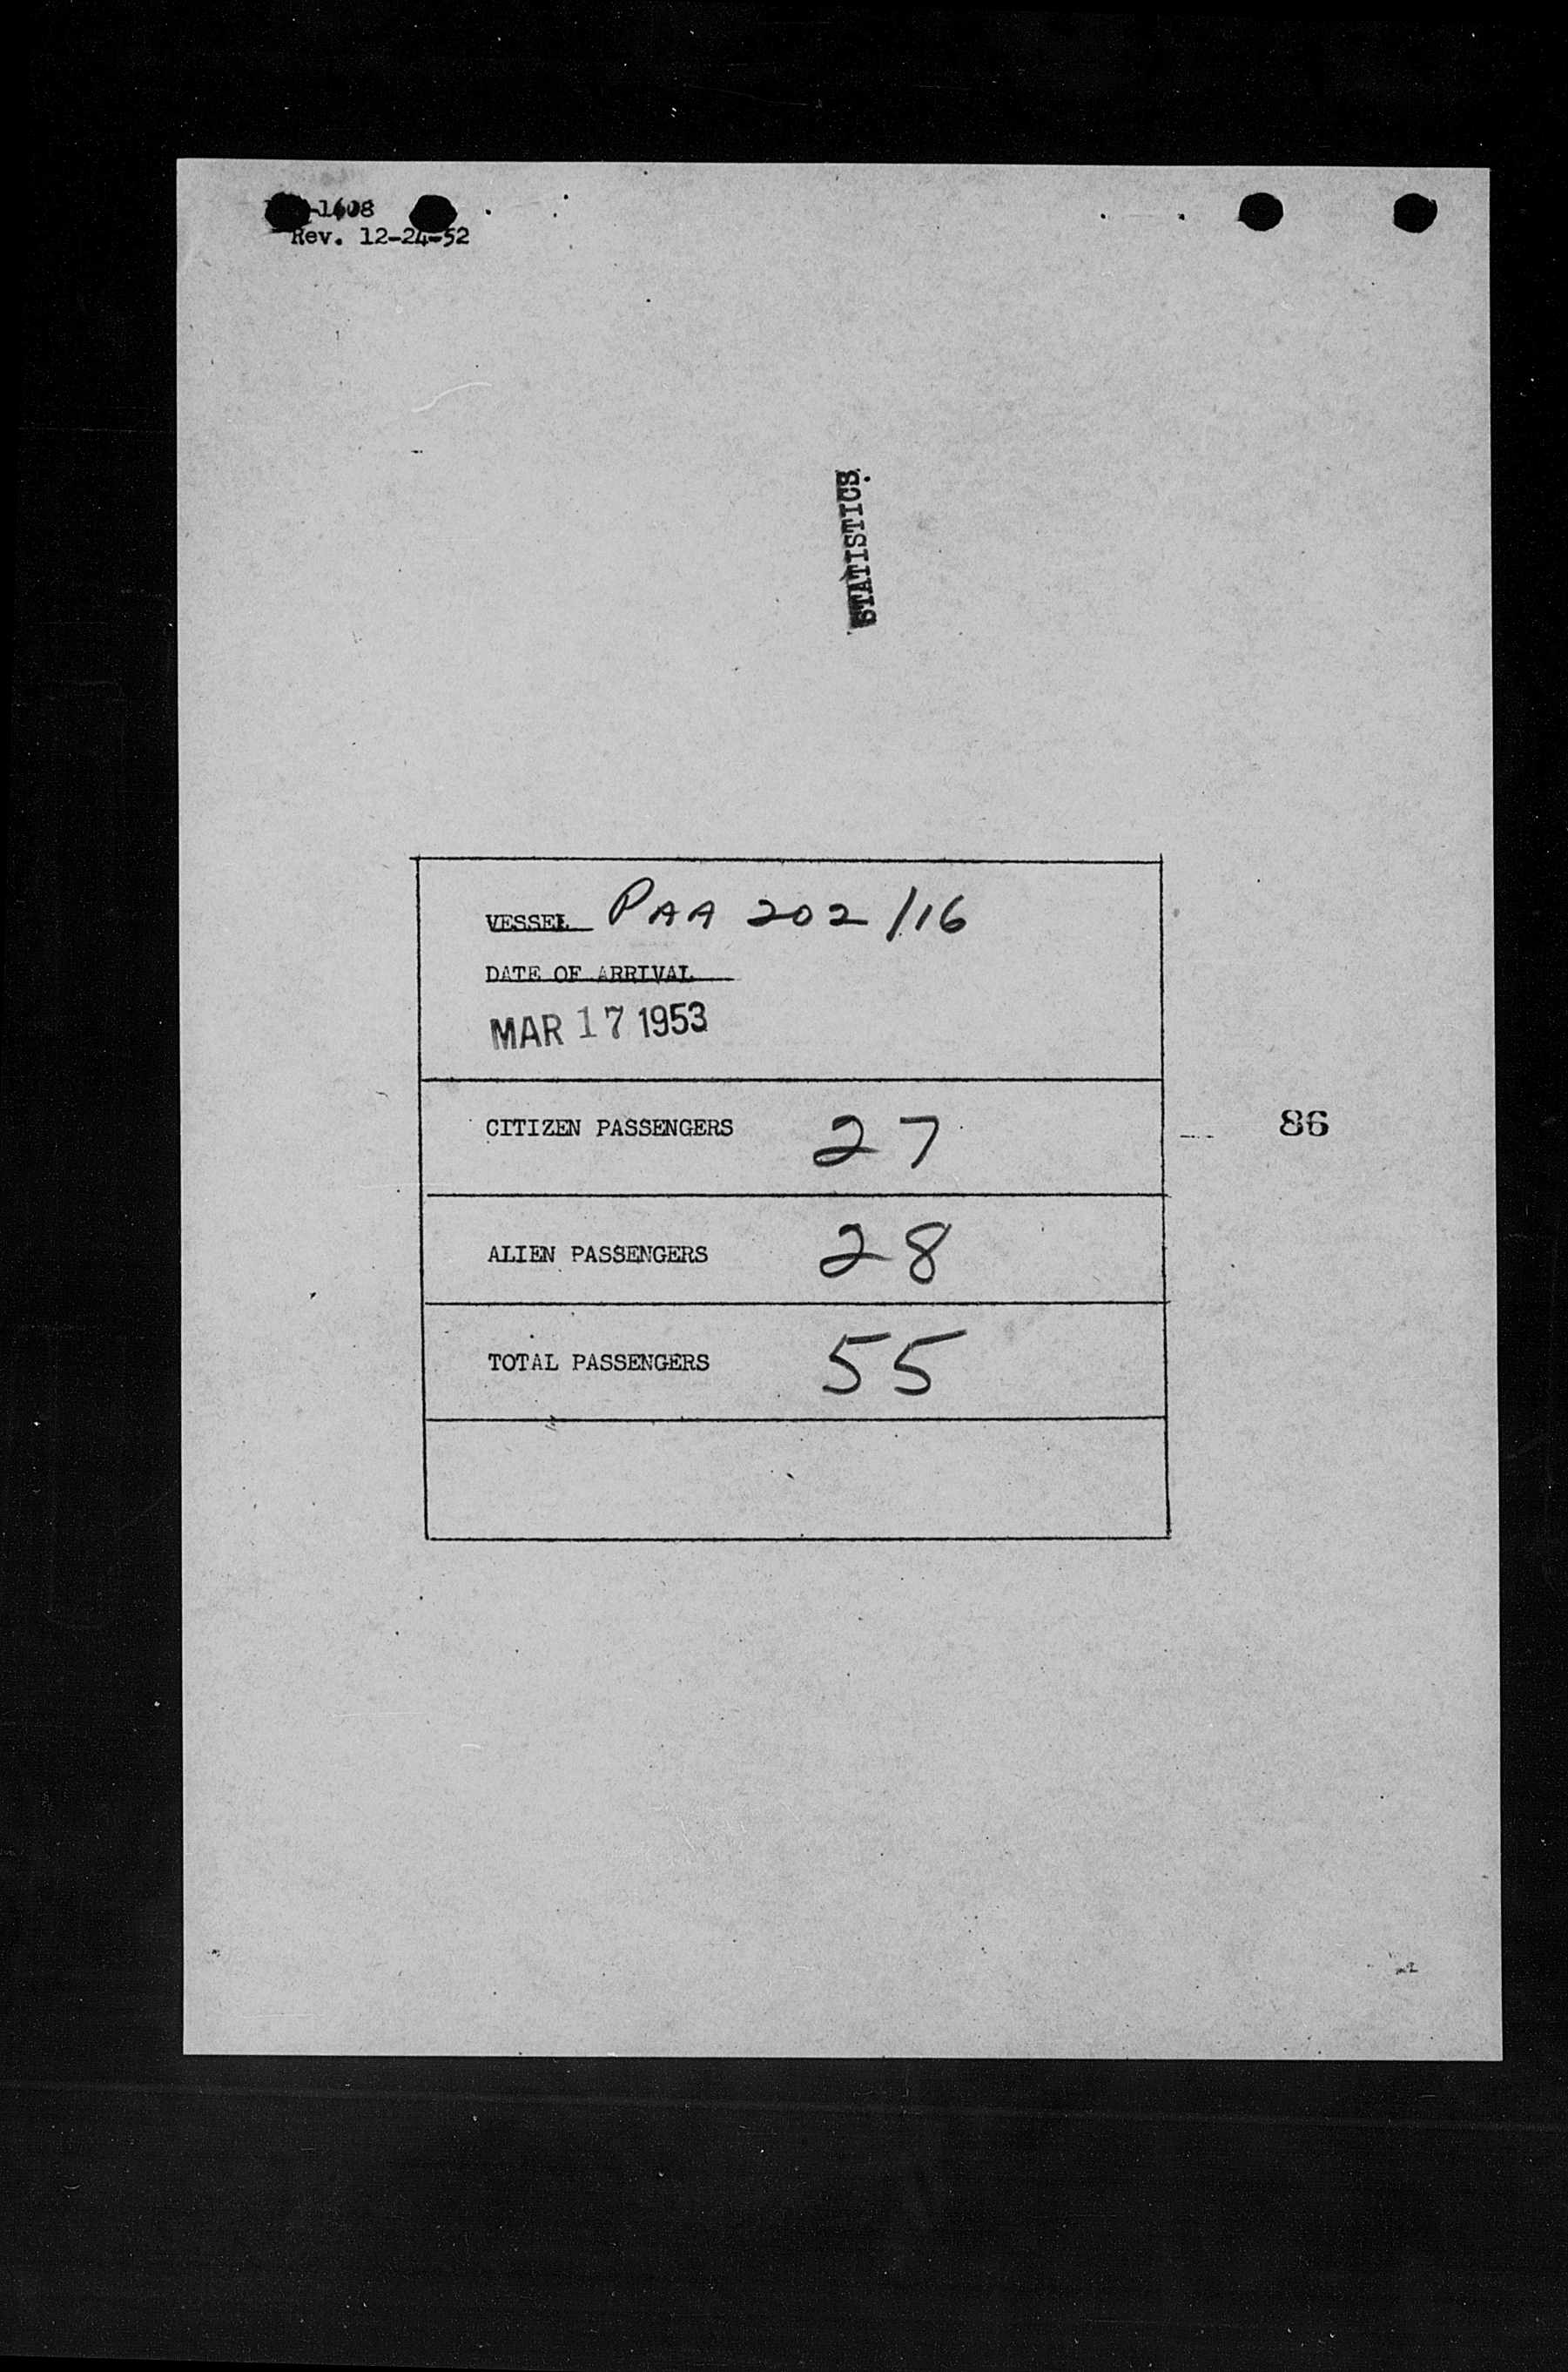 -1608
Rev. 12-24-52
STATISTICS
VESSEL PAA 202/16
DATE OF ARRIVAL
MAR 17 1953
CITIZEN PASSENGERS 27
86
ALIEN PASSENGERS 28
TOTAL PASSENGERS 55